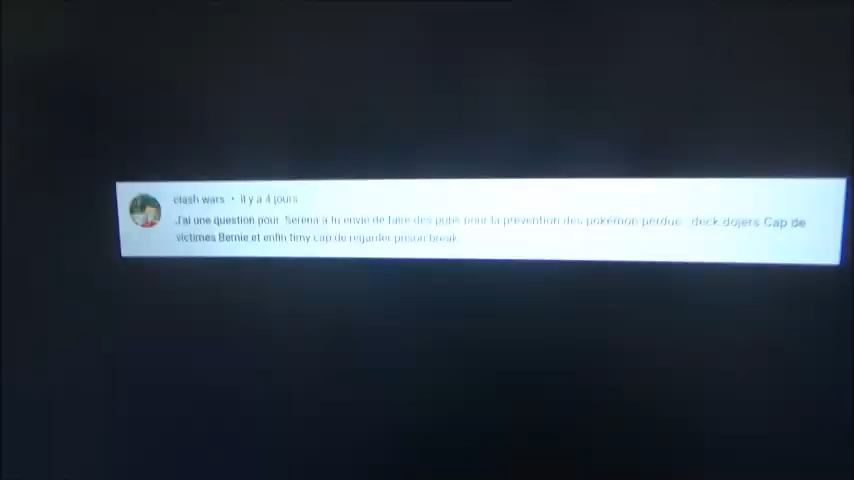 clash wars • il y a 4 jours
J'ai une question pour Serena a tu envie de faire des pubs pour la prévention des pokémon perdue deck dojers Cap de
victimes Bernie et enfin timy cap de regarder prison break